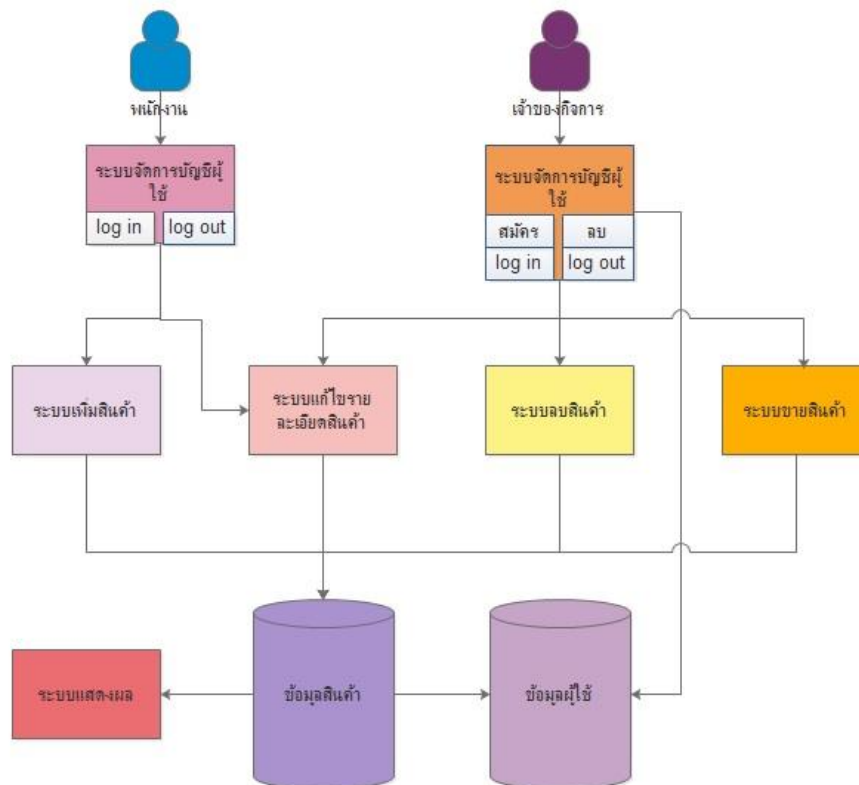 พนักงาน
เจ้าของกิจการ
ระบบจัดการบัญชีผู้
ใช้
log in
log out
ระบบจัดการบัญชีผู้
ใช้
สมัคร
ลบ
log in
log out
ระบบเพิ่มสินค้า
ระบบแก้ไขราย
ละเอียดสินค้า
ระบบลบสินค้า
ระบบขายสินค้า
ระบบแสดงผล
ข้อมูลสินค้า
ข้อมูลผู้ใช้